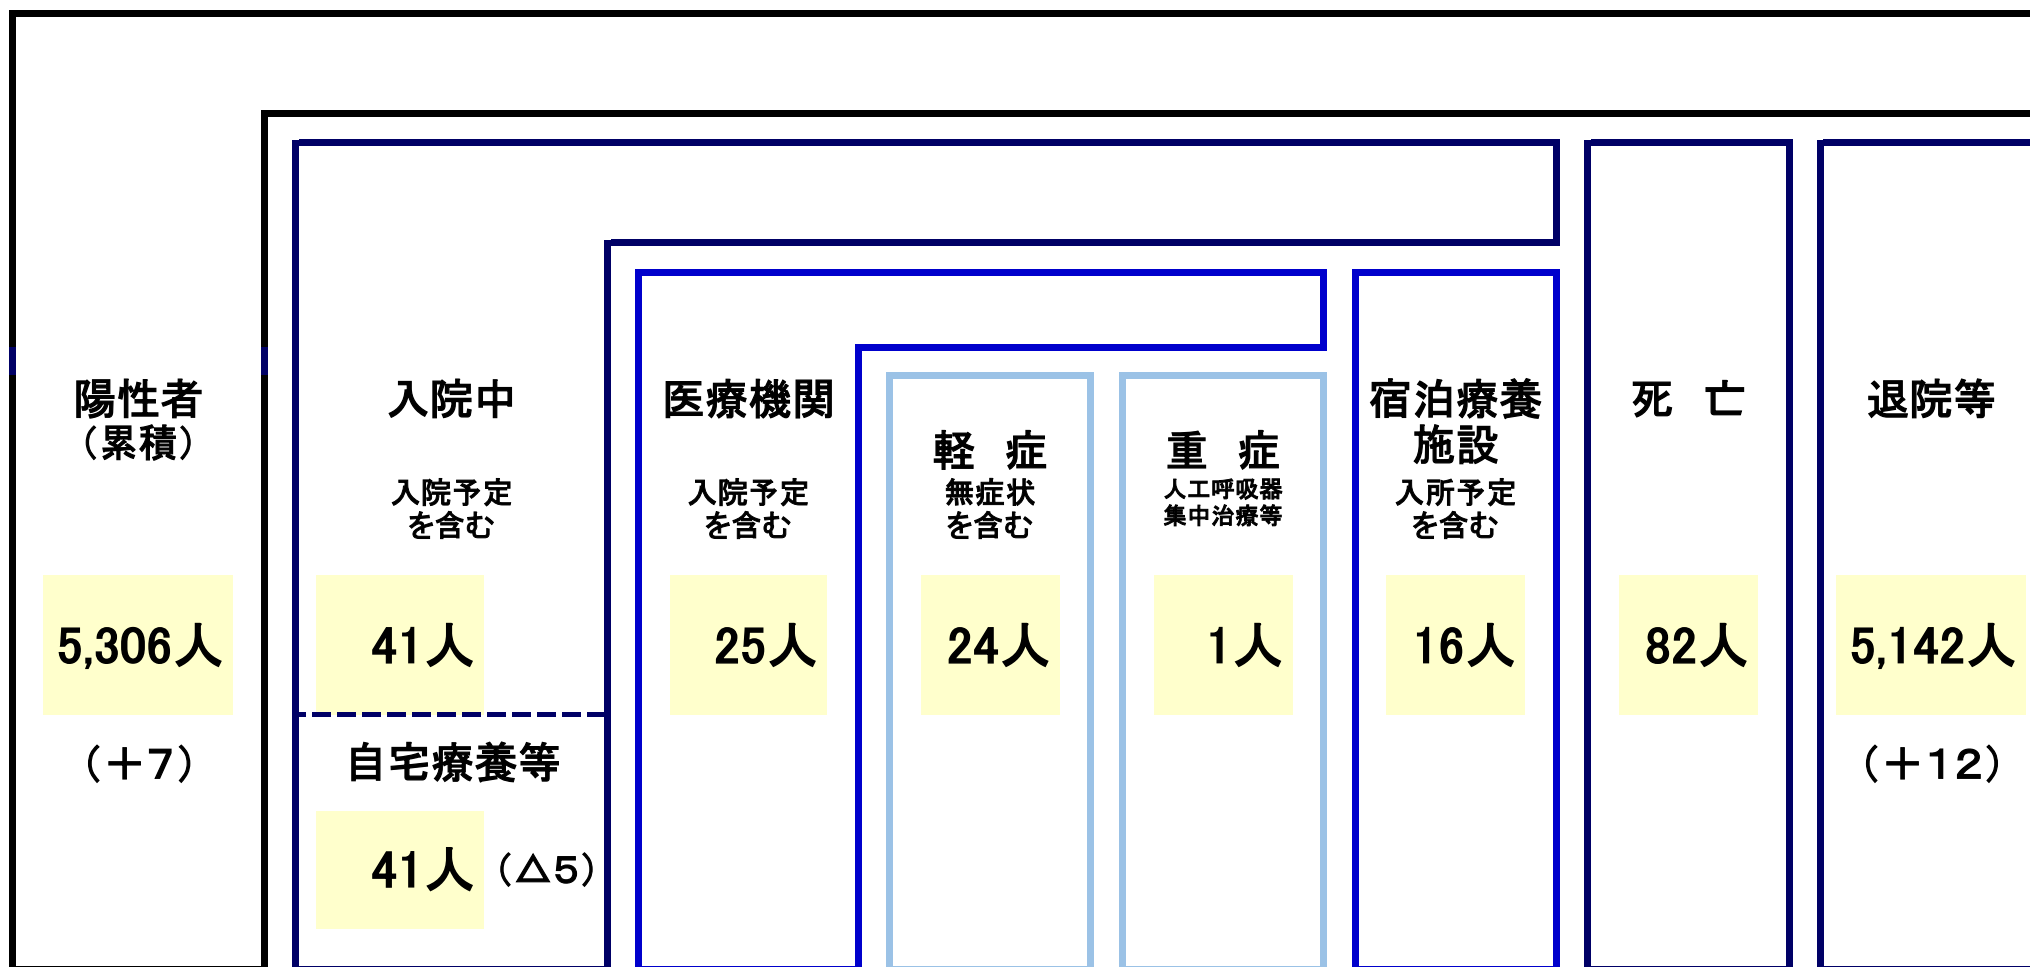 陽性者
（累積）
5,306人
（＋7）
入院中
入院予定
を含む
41人
自宅療養等
41人（△5）
医療機関
入院予定
を含む
25人
軽　症
無症状
を含む
24人
重　症
人工呼吸器
集中治療等
1人
宿泊療養
施設
入所予定
を含む
16人
死　亡
82人
退院等
5,142人
（＋12）